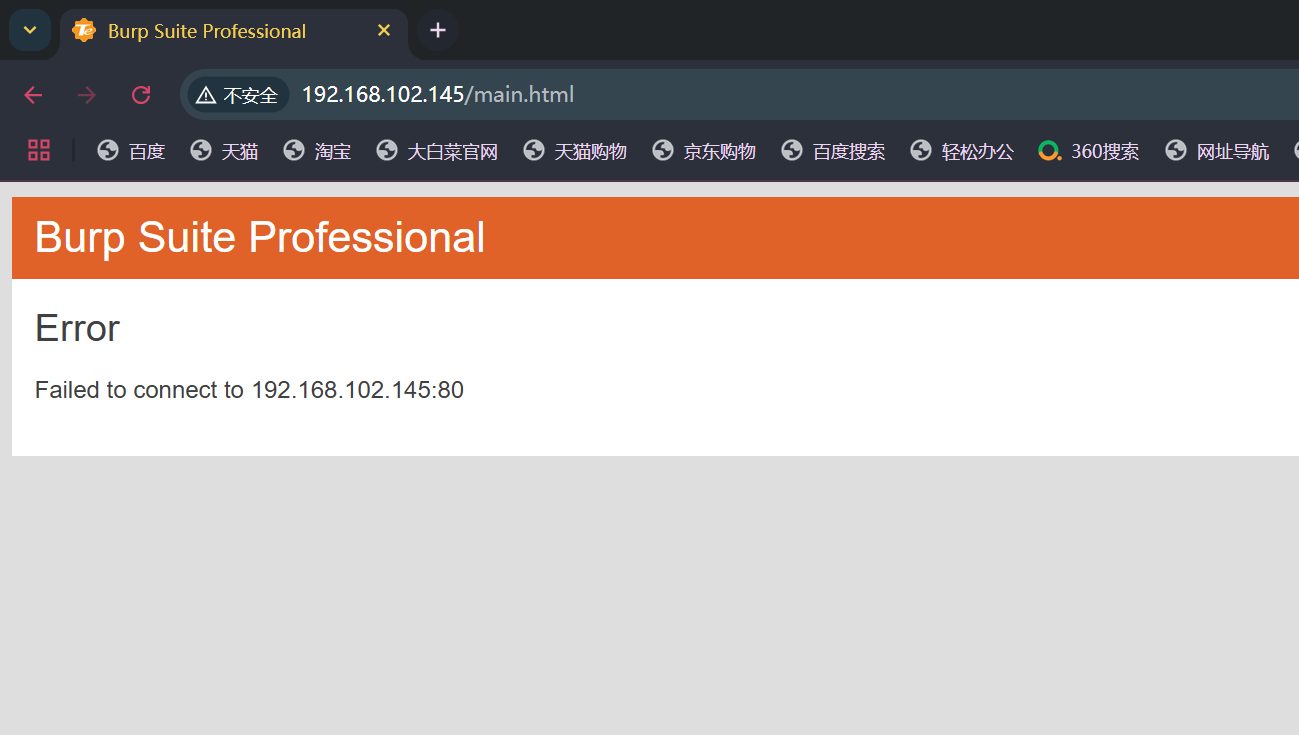 Burp Suite Professional
不安全 192.168.102.145/main.html
百度 天猫 淘宝 大白菜官网 天猫购物 京东购物 百度搜索 轻松办公 360搜索 网址导航
Burp Suite Professional
Error
Failed to connect to 192.168.102.145:80